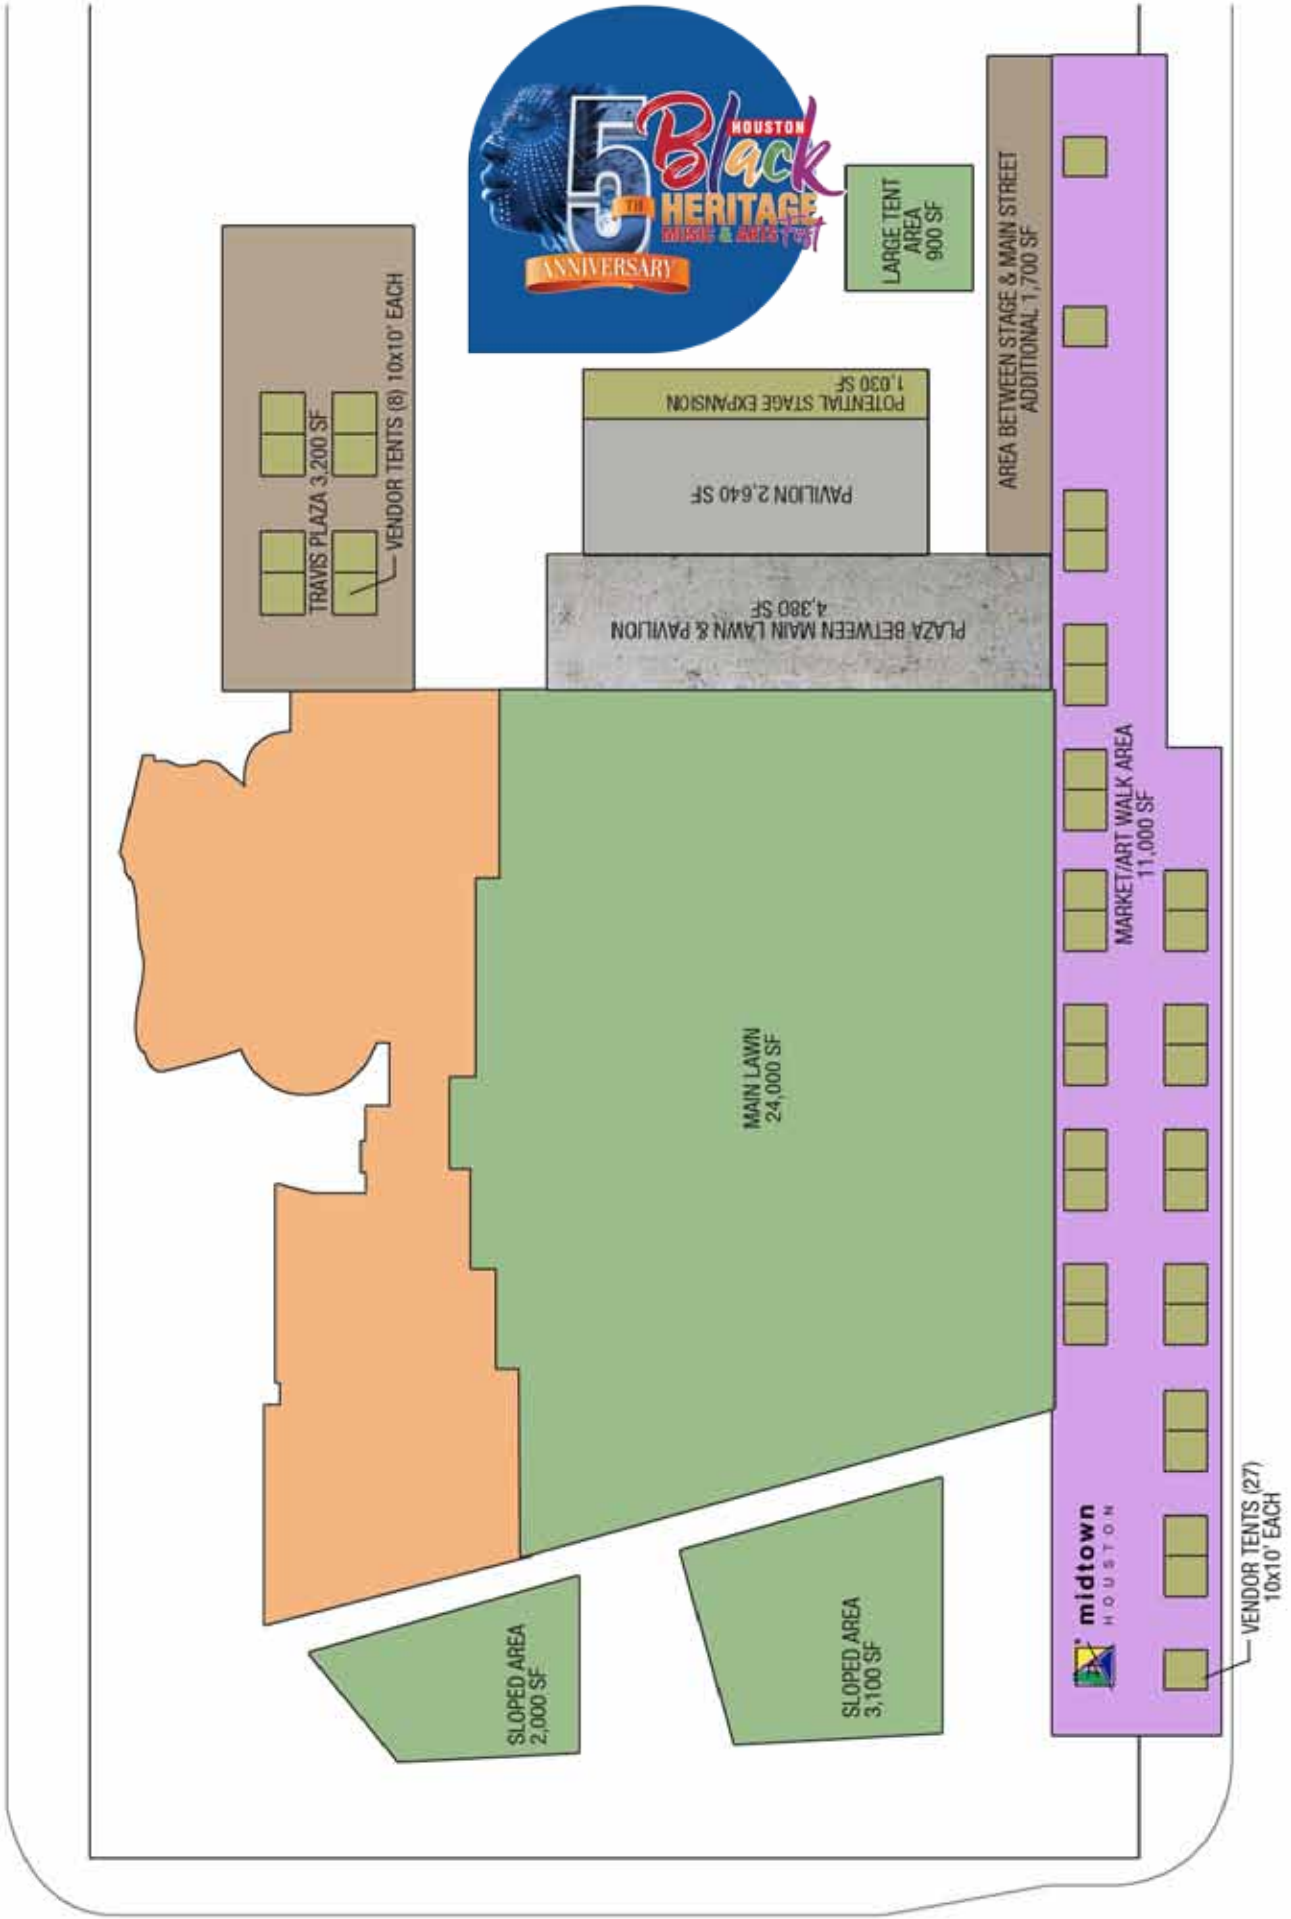 5
TH
HOUSTON
Black
HERITAGE
MUSIC & ARTS Fest
ANNIVERSARY
TRAVIS PLAZA 3,200 SF
VENDOR TENTS (8) 10x10' EACH
LARGE TENT
AREA
900 SF
AREA BETWEEN STAGE & MAIN STREET
ADDITIONAL 1,700 SF
POTENTIAL STAGE EXPANSION
1,030 SF
PAVILION 2,640 SF
PLAZA BETWEEN MAIN LAWN & PAVILION
4,380 SF
MAIN LAWN
24,000 SF
MARKET/ART WALK AREA
11,000 SF
SLOPED AREA
2,000 SF
SLOPED AREA
3,100 SF
midtown
HOUSTON
VENDOR TENTS (27)
10x10' EACH